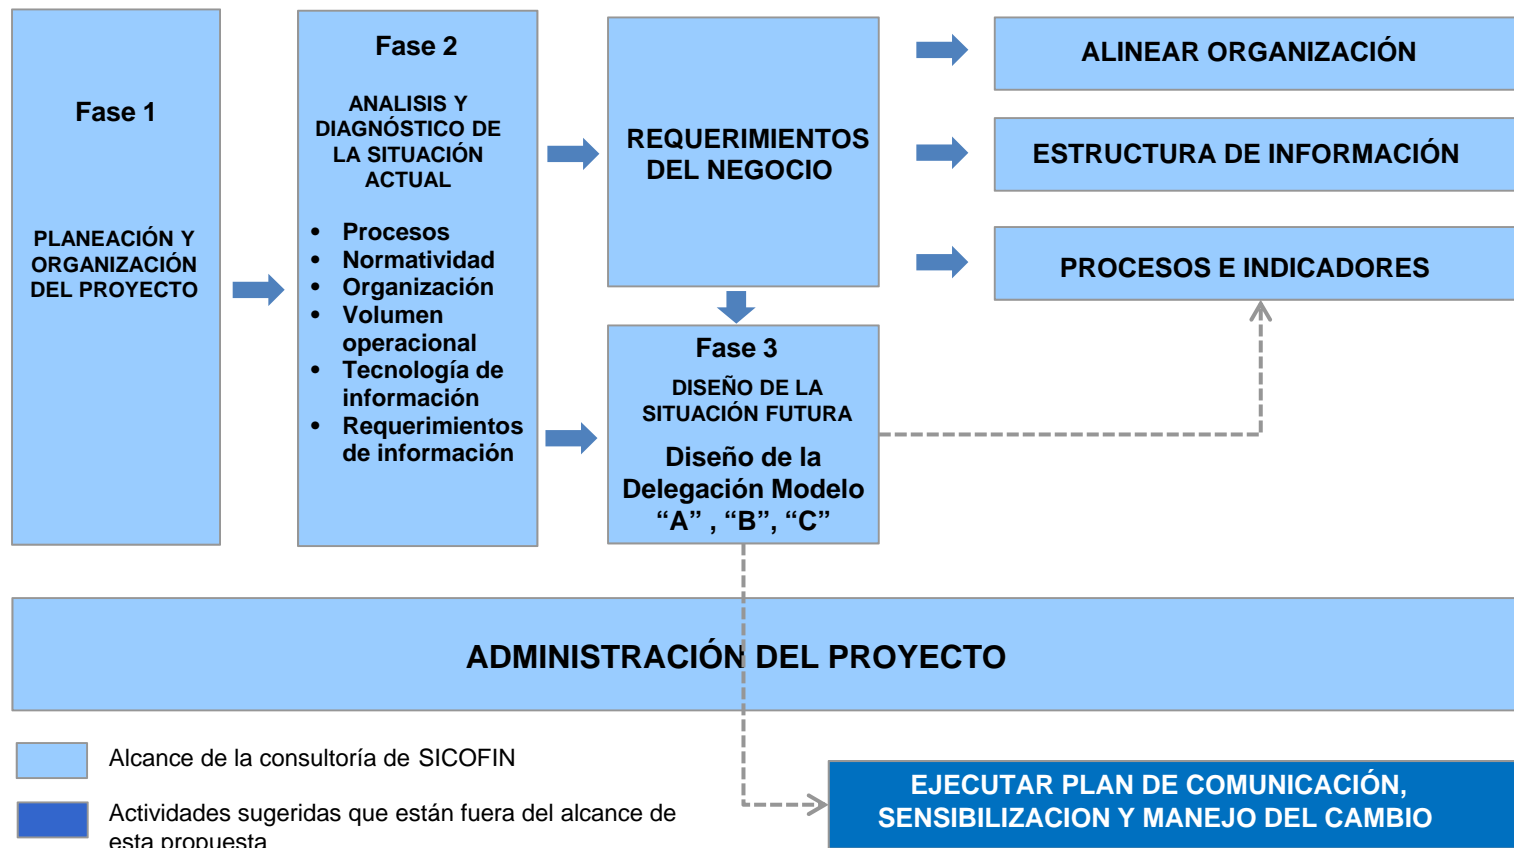 Fase 1
PLANEACIÓN Y
ORGANIZACIÓN
DEL PROYECTO
Fase 2
ANALISIS Y
DIAGNÓSTICO DE
LA SITUACIÓN
ACTUAL
• Procesos
• Normatividad
• Organización
• Volumen
operacional
• Tecnología de
información
• Requerimientos
de información
REQUERIMIENTOS
DEL NEGOCIO
Fase 3
DISEÑO DE LA
SITUACIÓN FUTURA
Diseño de la
Delegación Modelo
“A” , “B”, “C”
ALINEAR ORGANIZACIÓN
ESTRUCTURA DE INFORMACIÓN
PROCESOS E INDICADORES
ADMINISTRACIÓN DEL PROYECTO
Alcance de la consultoría de SICOFIN
Actividades sugeridas que están fuera del alcance de
esta propuesta
EJECUTAR PLAN DE COMUNICACIÓN,
SENSIBILIZACION Y MANEJO DEL CAMBIO